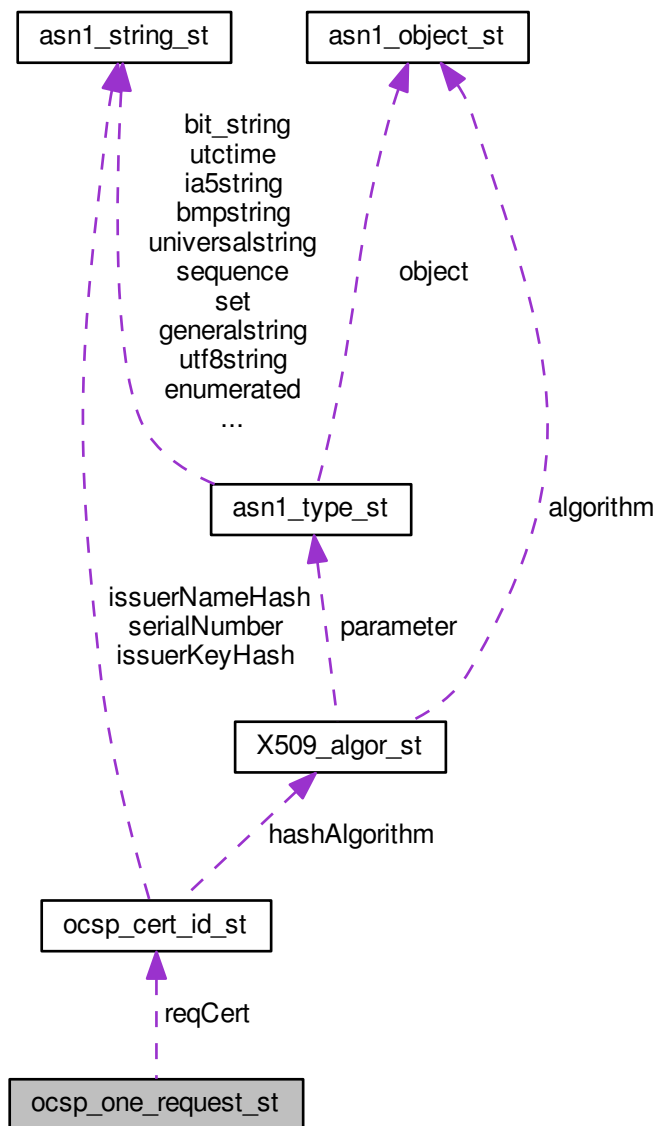 asn1_string_st
asn1_object_st
bit_string
utctime
ia5string
bmpstring
universalstring
sequence
set
generalstring
utf8string
enumerated
...
object
asn1_type_st
algorithm
issuerNameHash
serialNumber
issuerKeyHash
parameter
X509_algor_st
hashAlgorithm
ocsp_cert_id_st
reqCert
ocsp_one_request_st